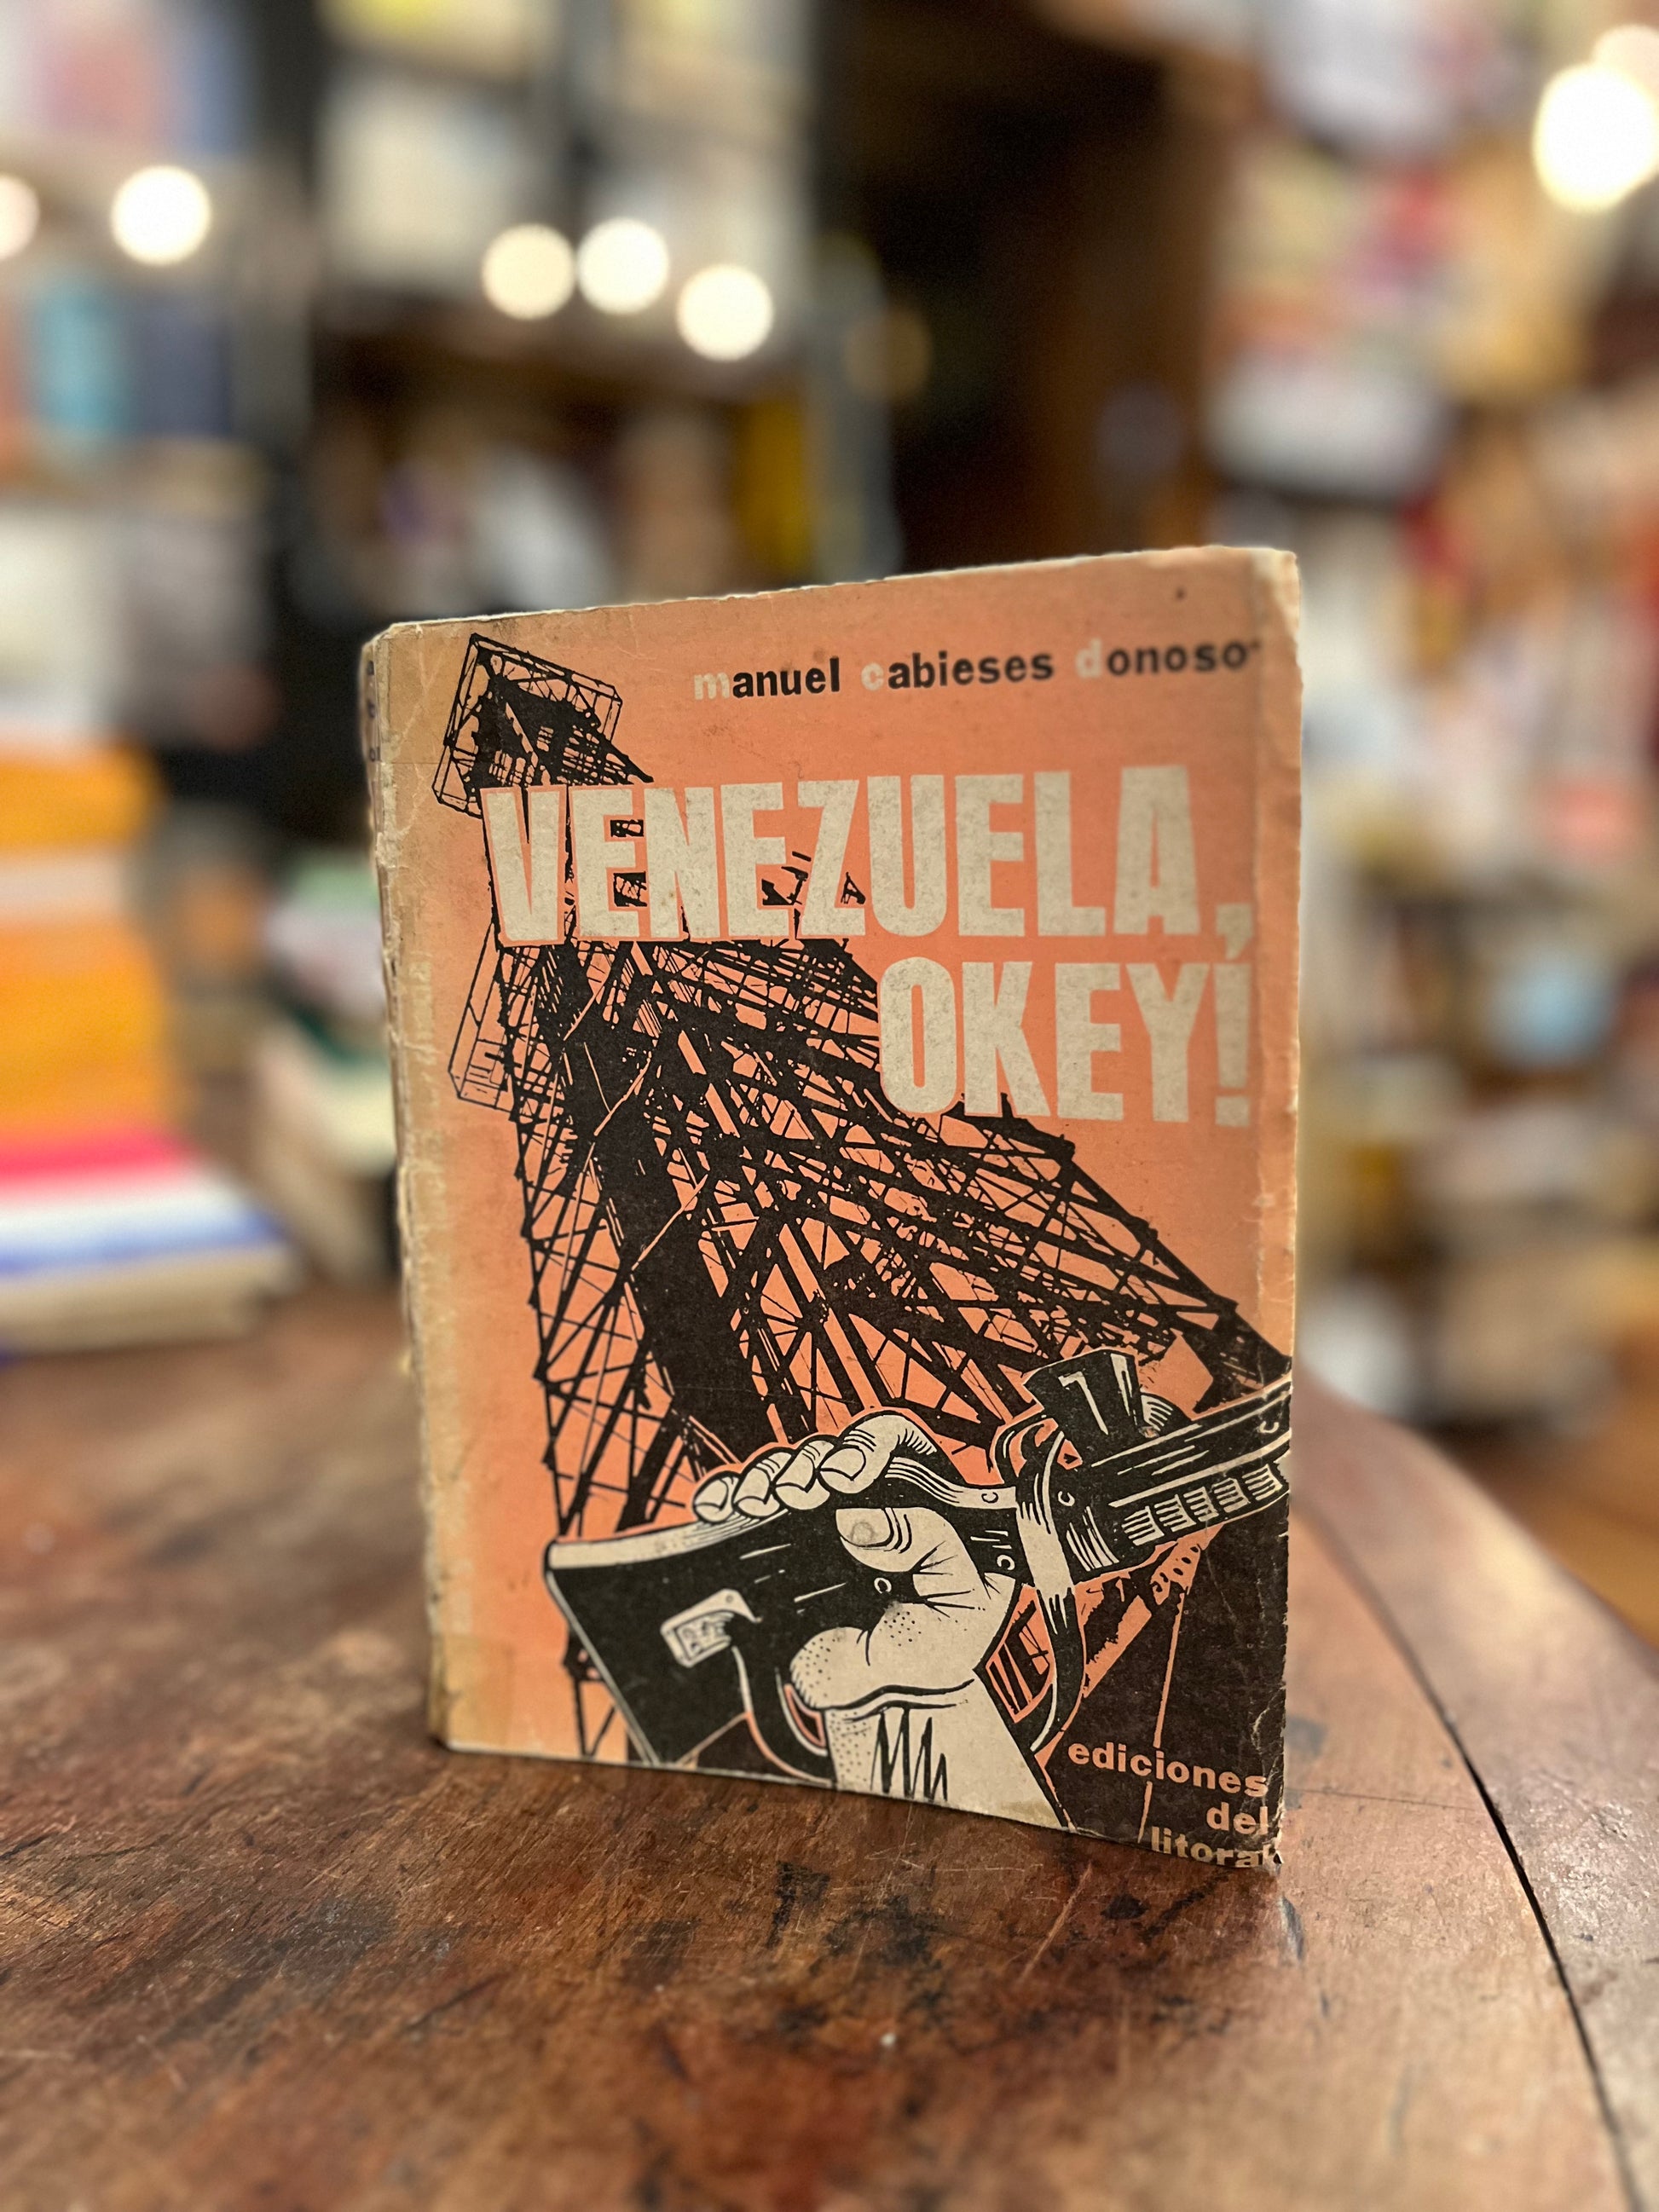 manuel cabieses donoso
VENEZUELA,
OKEY!
ediciones
del
litoral